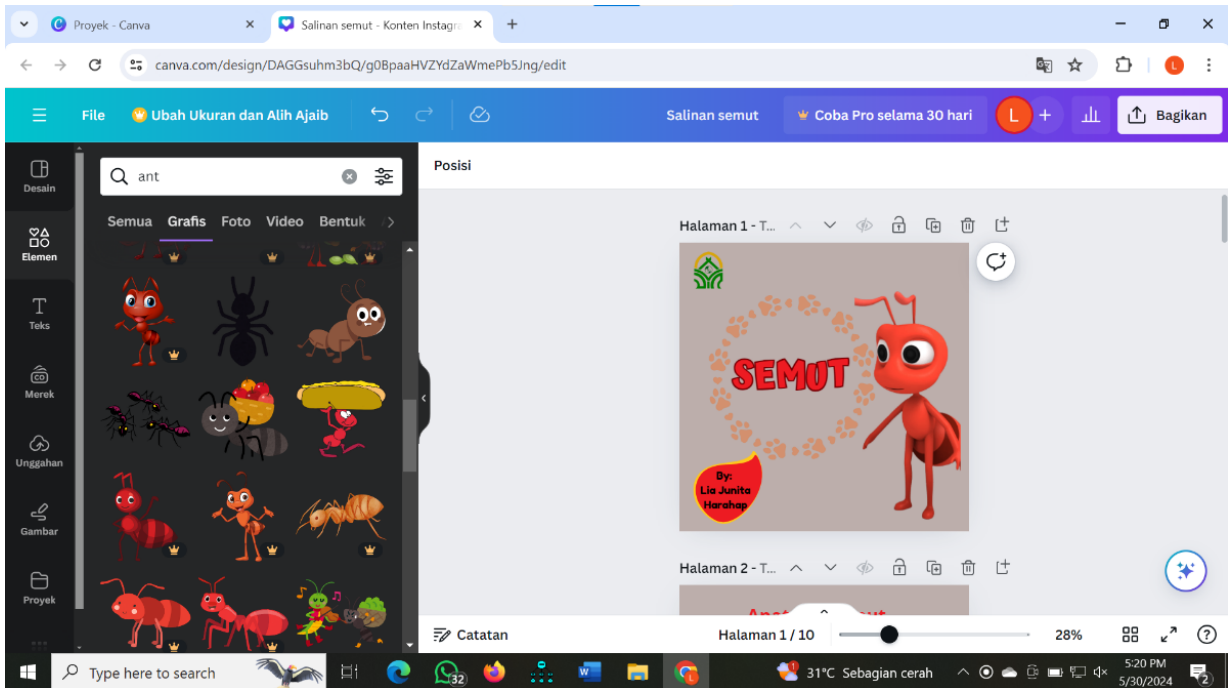 Proyek - Canva
Salinan semut - Konten Instagra
canva.com/design/DAGGsuhm3bQ/g0BpaaHVZYdZaWmePb5Jng/edit
L
File
Ubah Ukuran dan Alih Ajaib
Salinan semut
Coba Pro selama 30 hari
L
Bagikan
Desain
Elemen
Teks
Merek
Unggahan
Gambar
Proyek
ant
Semua Grafis Foto Video Bentuk
Posisi
Halaman 1 - T...
SEMUT
By:
Lia Junita
Harahap
Halaman 2 - T...
Catatan
Halaman 1 / 10
28%
Type here to search
32
31°C Sebagian cerah
5:20 PM
5/30/2024
2